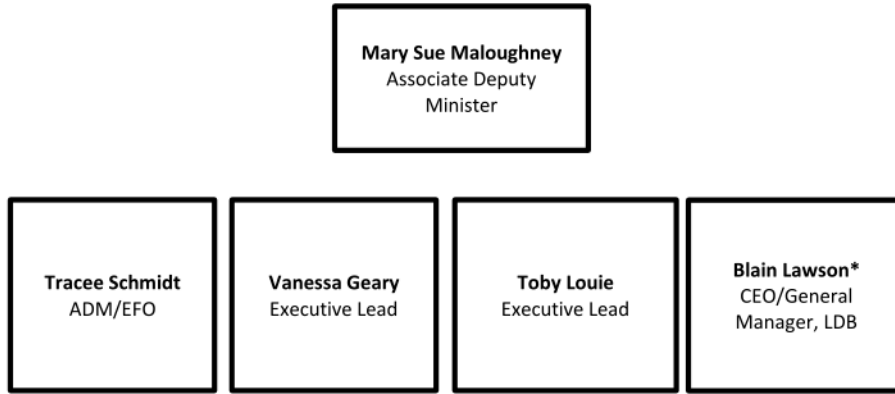 Mary Sue Maloughney
Associate Deputy
Minister
Tracee Schmidt
ADM/EFO
Vanessa Geary
Executive Lead
Toby Louie
Executive Lead
Blain Lawson*
CEO/General
Manager, LDB